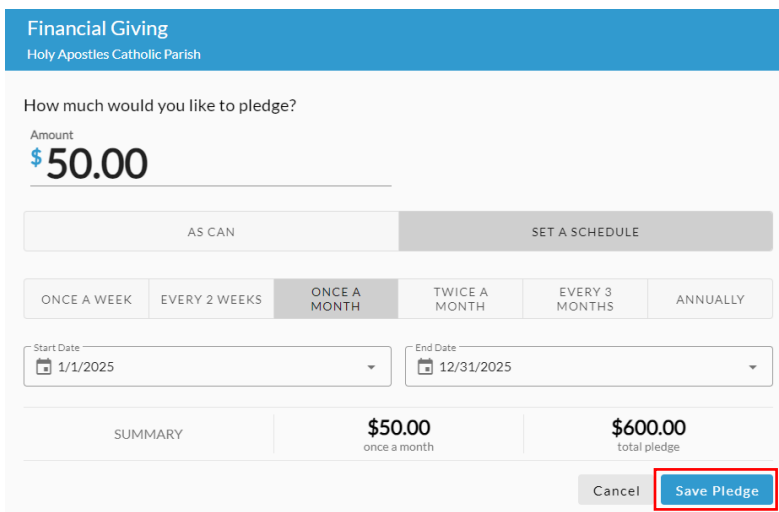 Financial Giving
Holy Apostles Catholic Parish
How much would you like to pledge?
Amount
$50.00
AS CAN
SET A SCHEDULE
ONCE A WEEK
EVERY 2 WEEKS
ONCE A
MONTH
TWICE A
MONTH
EVERY 3
MONTHS
ANNUALLY
Start Date
1/1/2025
End Date
12/31/2025
SUMMARY
$50.00
once a month
$600.00
total pledge
Cancel
Save Pledge